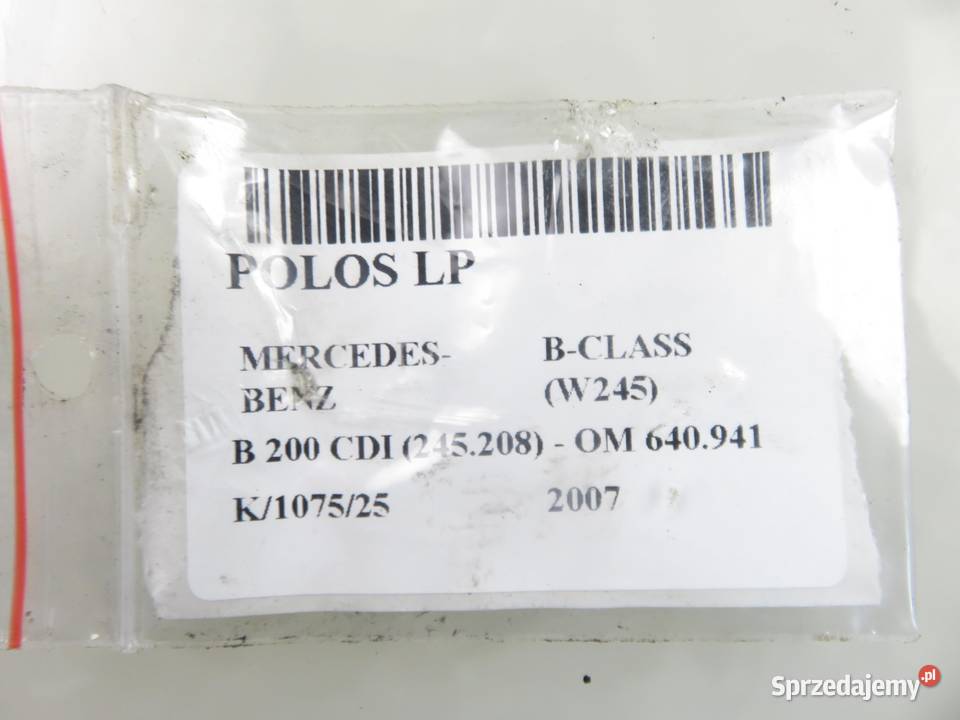 POLOS LP
MERCEDES-BENZ
B-CLASS (W245)
B 200 CDI (245.208) - OM 640.941
K/1075/25 2007
Sprzedajemy.pl